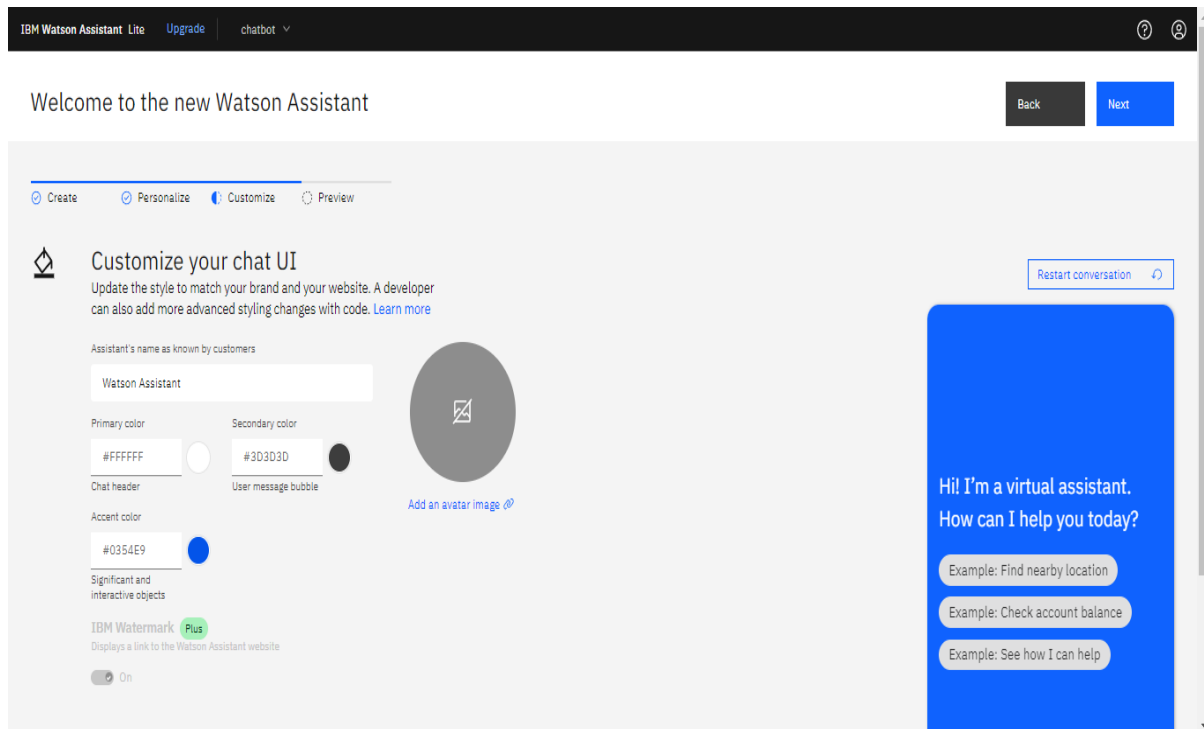 IBM Watson Assistant Lite Upgrade chatbot
Welcome to the new Watson Assistant
Back Next
Create Personalize Customize Preview
Customize your chat UI
Update the style to match your brand and your website. A developer
can also add more advanced styling changes with code. Learn more
Restart conversation
Assistant's name as known by customers
Watson Assistant
Primary color Secondary color
#FFFFFF #3D3D3D
Chat header User message bubble
Add an avatar image
Accent color
#0354E9
Significant and
interactive objects
IBM Watermark Plus
Displays a link to the Watson Assistant website
On
Hi! I'm a virtual assistant.
How can I help you today?
Example: Find nearby location
Example: Check account balance
Example: See how I can help